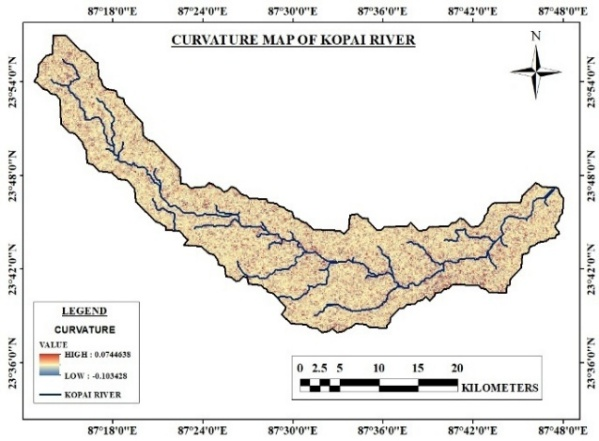 87°18'0"E 87°24'0"E 87°30'0"E 87°36'0"E 87°42'0"E 87°48'0"E
CURVATURE MAP OF KOPAI RIVER
N
23°54'0"N 23°54'0"N
23°48'0"N 23°48'0"N
23°42'0"N 23°42'0"N
23°36'0"N 23°36'0"N
LEGEND
CURVATURE
VALUE
HIGH : 0.0744638
LOW : -0.103428
KOPAI RIVER
0 2.5 5 10 15 20
KILOMETERS
87°18'0"E 87°24'0"E 87°30'0"E 87°36'0"E 87°42'0"E 87°48'0"E